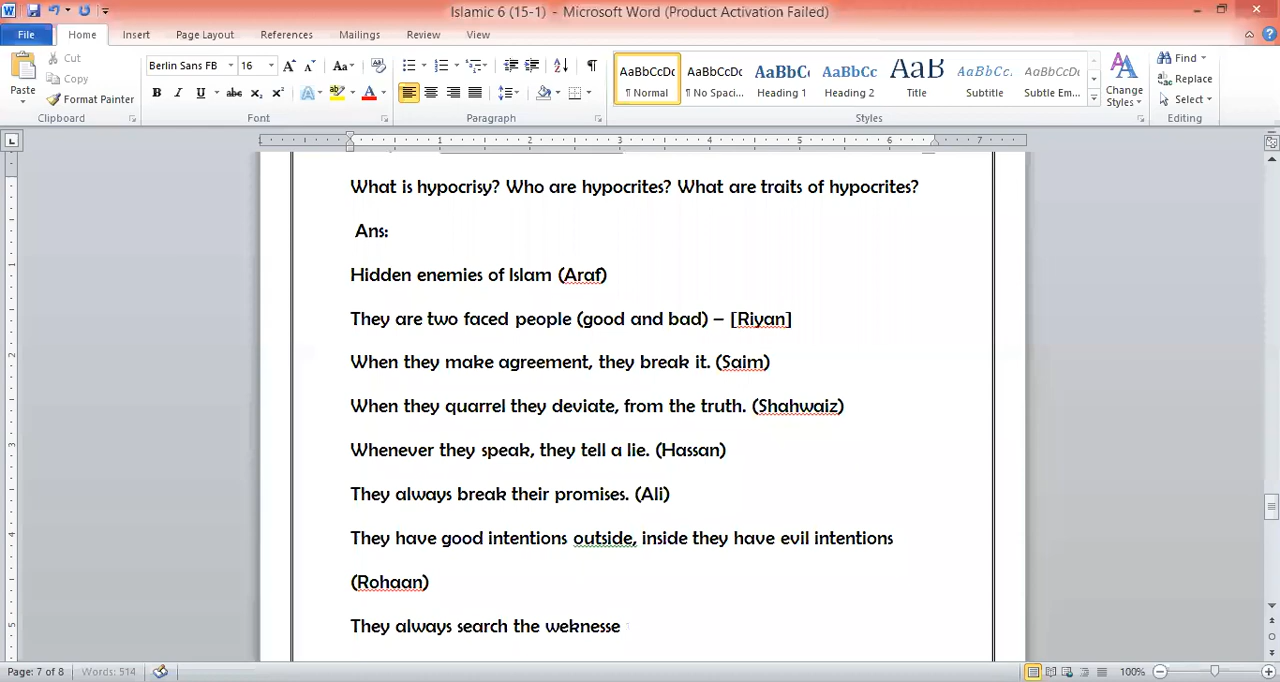 Islamic 6 (15-1) - Microsoft Word (Product Activation Failed)
File Home Insert Page Layout References Mailings Review View
Paste Cut Copy Format Painter Clipboard
Berlin Sans FB 16 Font
Paragraph
AaBbCcDc ¶ Normal AaBbCcDc ¶ No Spaci... AaBbC Heading 1 AaBbCc Heading 2 AaB Title AaBbCc. Subtitle AaBbCcDc Subtle Em... Change Styles Styles
Find Replace Select Editing
What is hypocrisy? Who are hypocrites? What are traits of hypocrites?
Ans:
Hidden enemies of Islam (Araf)
They are two faced people (good and bad) – [Riyan]
When they make agreement, they break it. (Saim)
When they quarrel they deviate, from the truth. (Shahwaiz)
Whenever they speak, they tell a lie. (Hassan)
They always break their promises. (Ali)
They have good intentions outside, inside they have evil intentions
(Rohaan)
They always search the weknesse
Page: 7 of 8 Words: 514 100%